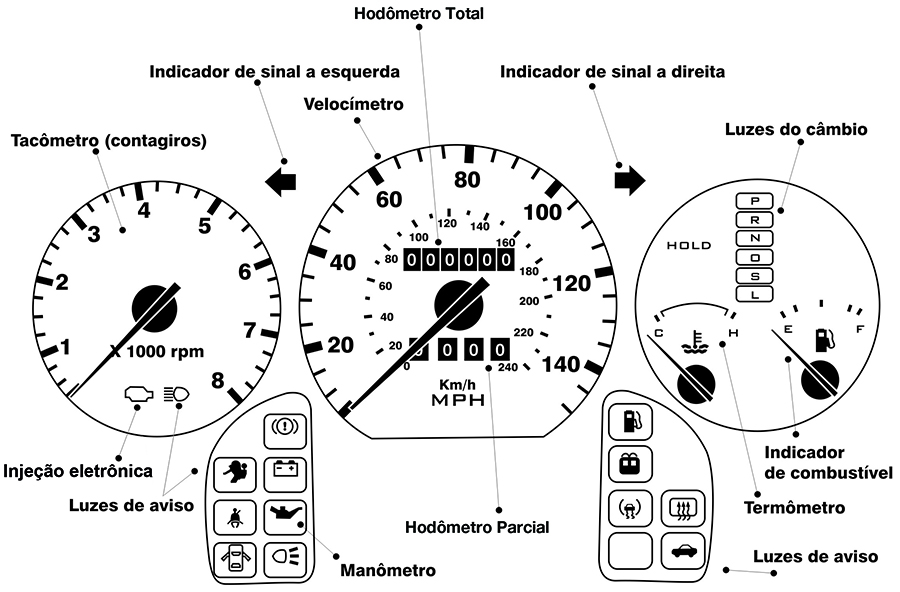 Hodômetro Total
Indicador de sinal a esquerda
Indicador de sinal a direita
Velocímetro
Luzes do câmbio
Tacômetro (contagiros)
1
2
3
4
5
6
7
8
X 1000 rpm
20
40
60
80
100
120
140
0
20
40
60
80
100
120
140
160
180
200
220
240
0 0 0 0 0 0
0 0 0 0
Km/h
MPH
P
R
N
D
S
L
HOLD
C
H
E
F
Injeção eletrônica
Luzes de aviso
Manômetro
Hodômetro Parcial
Indicador
de combustível
Termômetro
Luzes de aviso